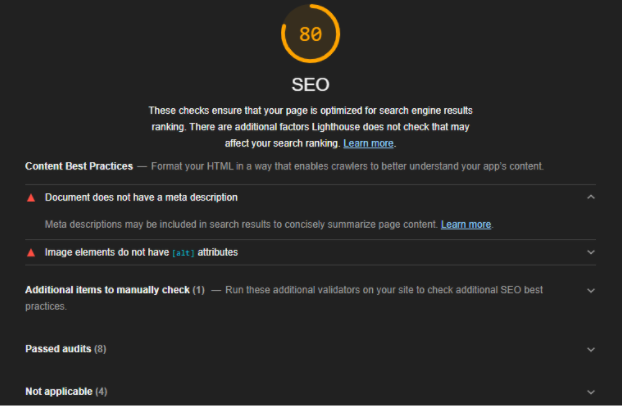 80
SEO
These checks ensure that your page is optimized for search engine results
ranking. There are additional factors Lighthouse does not check that may
affect your search ranking. Learn more.
Content Best Practices — Format your HTML in a way that enables crawlers to better understand your app's content.
Document does not have a meta description
Meta descriptions may be included in search results to concisely summarize page content. Learn more.
Image elements do not have [alt] attributes
Additional items to manually check (1) — Run these additional validators on your site to check additional SEO best
practices.
Passed audits (8)
Not applicable (4)